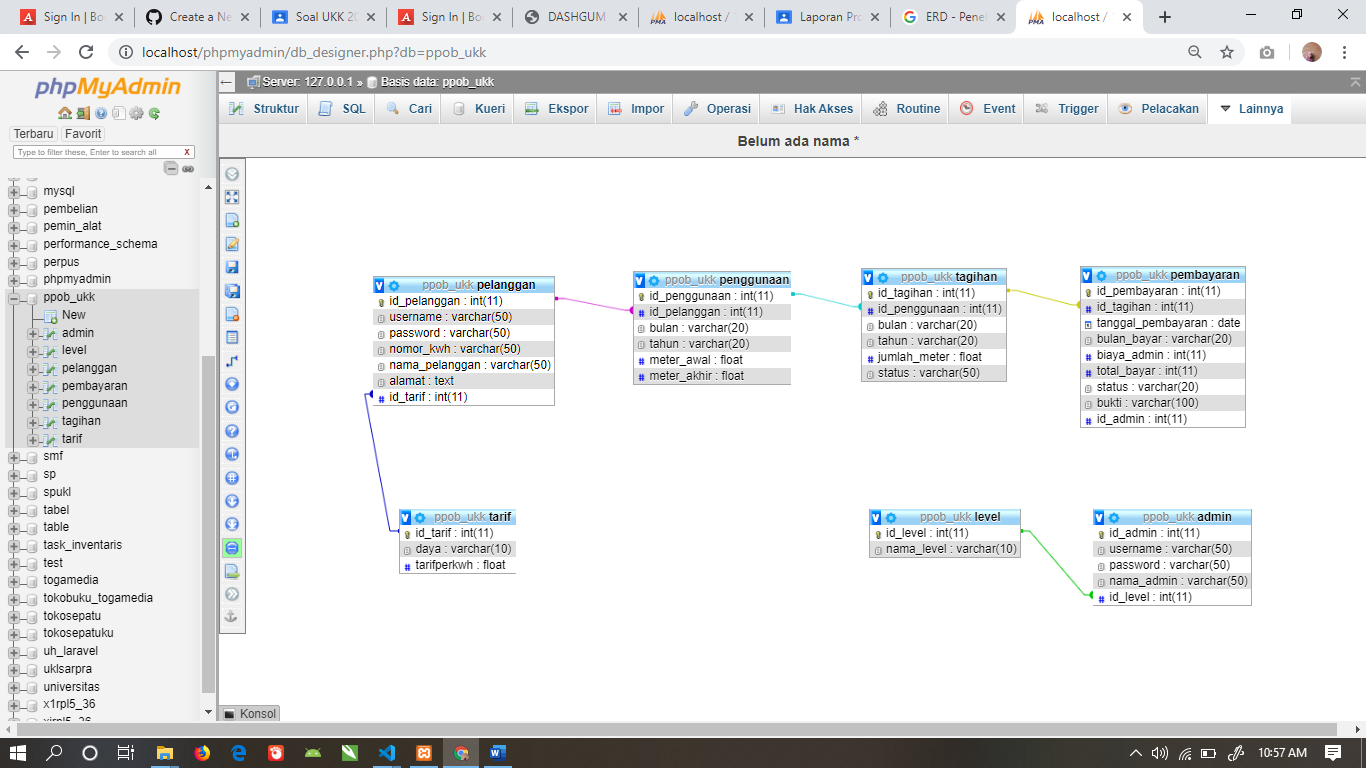 Sign In | Bo
Create a Ne
Soal UKK 20
Sign In | Bo
DASHGUM
localhost /
Laporan Pro
ERD - Penel
localhost /
localhost/phpmyadmin/db_designer.php?db=ppob_ukk
phpMyAdmin
Terbaru Favorit
Type to filter these, Enter to search all X
mysql
pembelian
pemin_alat
performance_schema
perpus
phpmyadmin
ppob_ukk
New
admin
level
pelanggan
pembayaran
penggunaan
tagihan
tarif
smf
sp
spukl
tabel
table
task_inventaris
test
togamedia
tokobuku_togamedia
tokosepatu
tokosepatuku
uh_laravel
uklsarpra
universitas
x1rpl5_36
xirpl5_36
Server: 127.0.0.1 » Basis data: ppob_ukk
Struktur SQL Cari Kueri Ekspor Impor Operasi Hak Akses Routine Event Trigger Pelacakan Lainnya
Belum ada nama *
ppob_ukk pelanggan
id_pelanggan : int(11)
username : varchar(50)
password : varchar(50)
nomor_kwh : varchar(50)
nama_pelanggan : varchar(50)
alamat : text
id_tarif : int(11)
ppob_ukk penggunaan
id_penggunaan : int(11)
id_pelanggan : int(11)
bulan : varchar(20)
tahun : varchar(20)
meter_awal : float
meter_akhir : float
ppob_ukk tagihan
id_tagihan : int(11)
id_penggunaan : int(11)
bulan : varchar(20)
tahun : varchar(20)
jumlah_meter : float
status : varchar(50)
ppob_ukk pembayaran
id_pembayaran : int(11)
id_tagihan : int(11)
tanggal_pembayaran : date
bulan_bayar : varchar(20)
biaya_admin : int(11)
total_bayar : int(11)
status : varchar(20)
bukti : varchar(100)
id_admin : int(11)
ppob_ukk tarif
id_tarif : int(11)
daya : varchar(10)
tarifperkwh : float
ppob_ukk level
id_level : int(11)
nama_level : varchar(10)
ppob_ukk admin
id_admin : int(11)
username : varchar(50)
password : varchar(50)
nama_admin : varchar(50)
id_level : int(11)
Konsol
10:57 AM